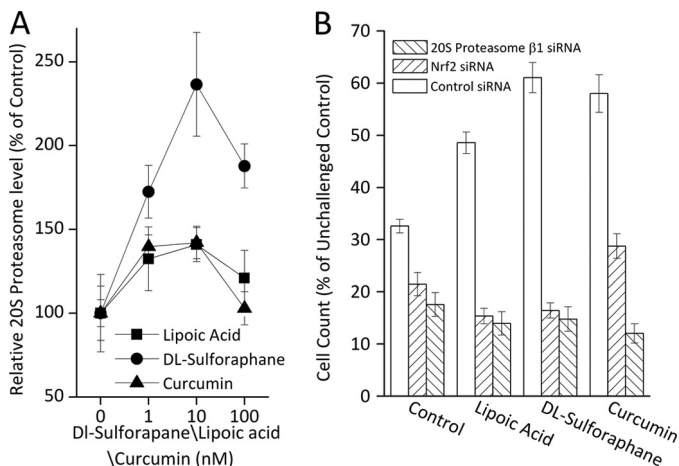 A
Relative 20S Proteasome level (% of Control)
250
200
150
100
50
Lipoic Acid
DL-Sulforaphane
Curcumin
0 1 10 100
Dl-Sulforapane\Lipoic acid
\Curcumin (nM)
B
Cell Count (% of Unchallenged Control)
70
60
50
40
30
20
10
0
20S Proteasome β1 siRNA
Nrf2 siRNA
Control siRNA
Control
Lipoic Acid
DL-Sulforaphane
Curcumin